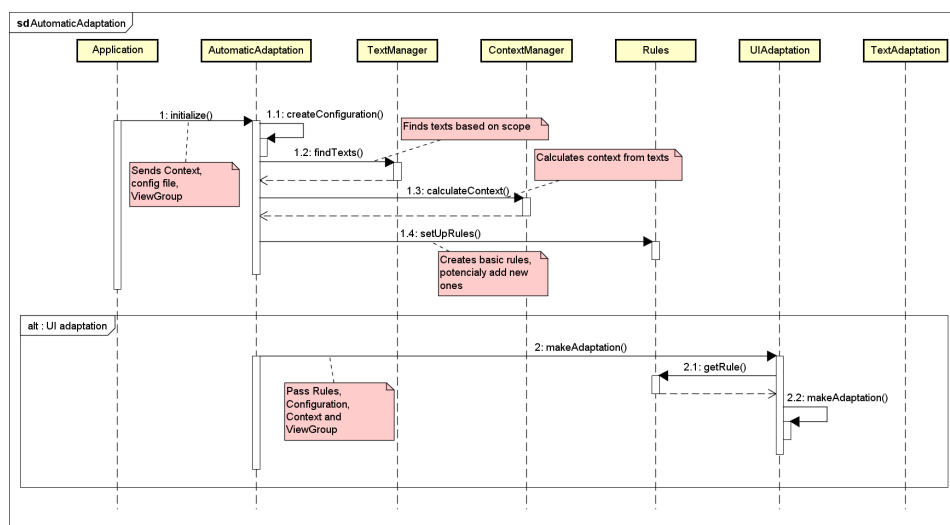 sd AutomaticAdaptation
Application
AutomaticAdaptation
TextManager
ContextManager
Rules
UIAdaptation
TextAdaptation
1: initialize()
1.1: createConfiguration()
Finds texts based on scope
1.2: findTexts()
Calculates context from texts
Sends Context,
config file,
ViewGroup
1.3: calculateContext()
1.4: setUpRules()
Creates basic rules,
potencialy add new
ones
alt : UI adaptation
2: makeAdaptation()
2.1: getRule()
Pass Rules,
Configuration,
Context and
ViewGroup
2.2: makeAdaptation()